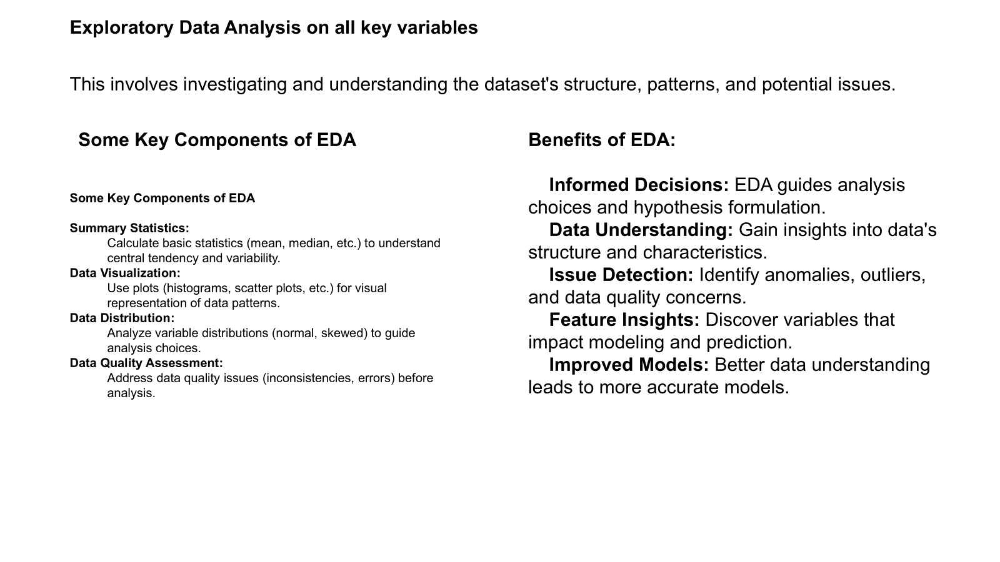 Exploratory Data Analysis on all key variables
This involves investigating and understanding the dataset's structure, patterns, and potential issues.
Some Key Components of EDA
Some Key Components of EDA
Summary Statistics:
Calculate basic statistics (mean, median, etc.) to understand
central tendency and variability.
Data Visualization:
Use plots (histograms, scatter plots, etc.) for visual
representation of data patterns.
Data Distribution:
Analyze variable distributions (normal, skewed) to guide
analysis choices.
Data Quality Assessment:
Address data quality issues (inconsistencies, errors) before
analysis.
Benefits of EDA:
Informed Decisions: EDA guides analysis
choices and hypothesis formulation.
Data Understanding: Gain insights into data's
structure and characteristics.
Issue Detection: Identify anomalies, outliers,
and data quality concerns.
Feature Insights: Discover variables that
impact modeling and prediction.
Improved Models: Better data understanding
leads to more accurate models.